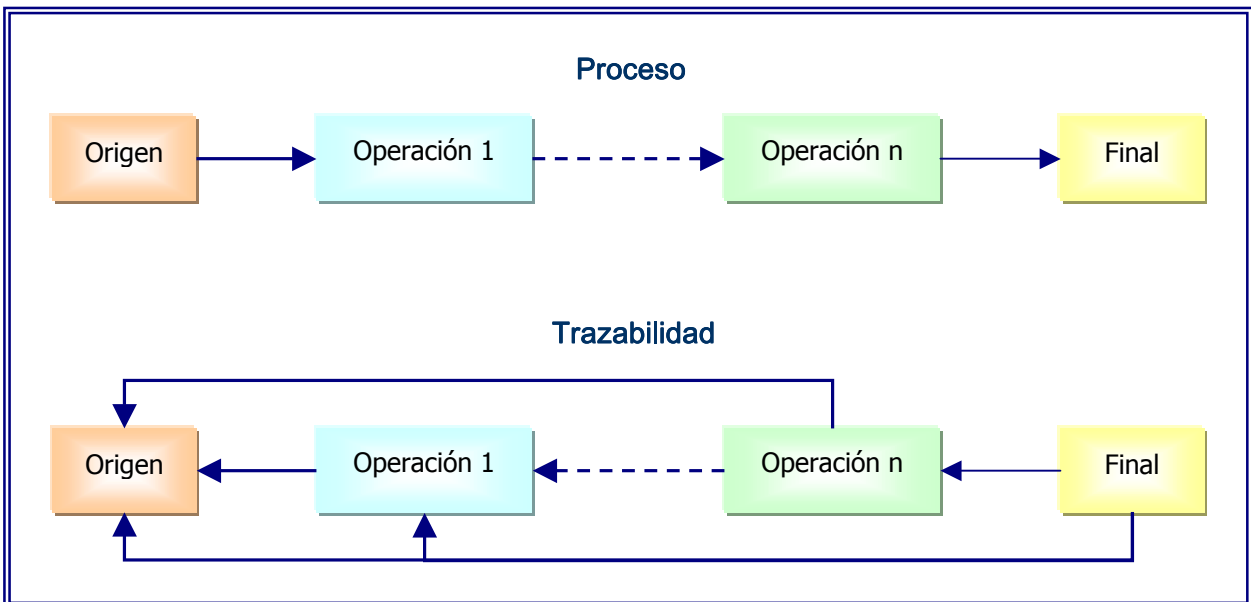 Proceso
Origen
Operación 1
Operación n
Final
Trazabilidad
Origen
Operación 1
Operación n
Final